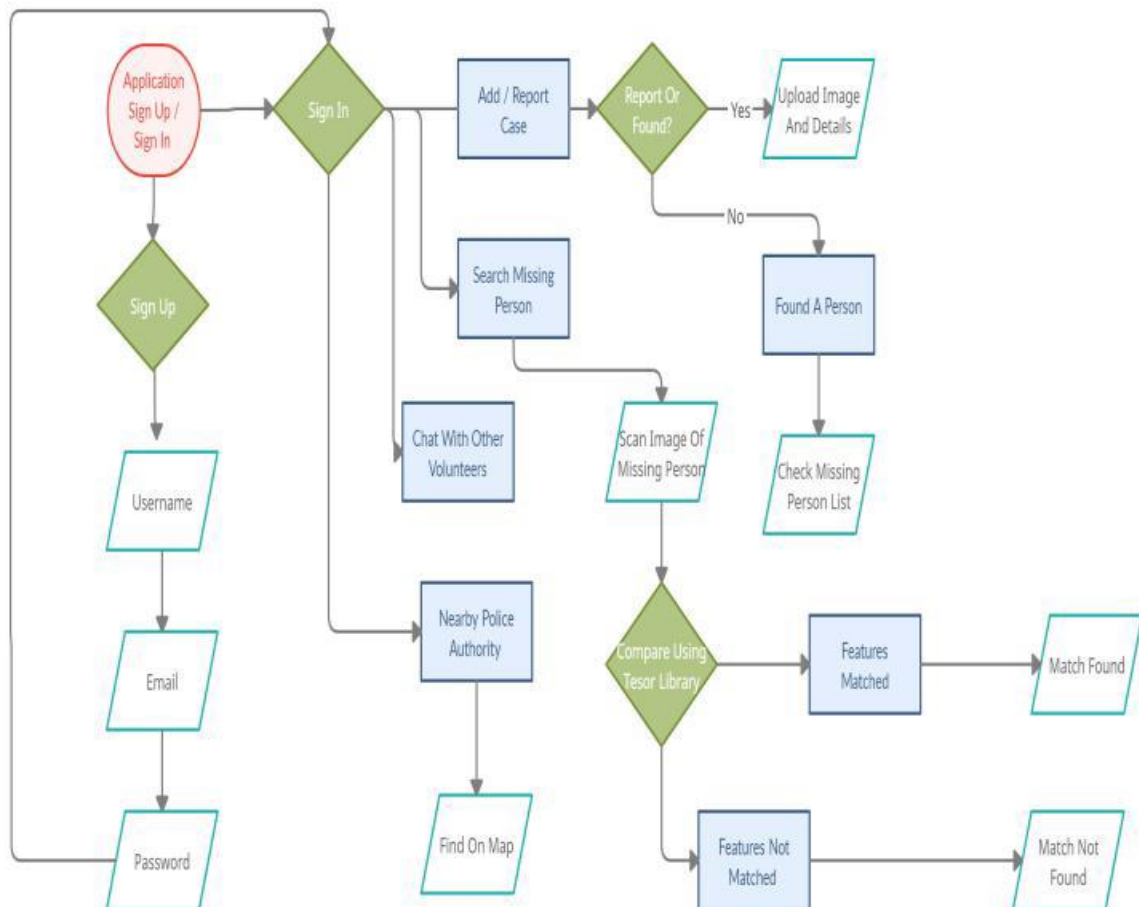 Application
Sign Up /
Sign In
Sign In
Add / Report
Case
Report Or
Found?
Yes
Upload Image
And Details
No
Sign Up
Search Missing
Person
Found A Person
Chat With Other
Volunteers
Scan Image Of
Missing Person
Check Missing
Person List
Username
Nearby Police
Authority
Email
Compare Using
Tesor Library
Features
Matched
Match Found
Find On Map
Password
Features Not
Matched
Match Not
Found